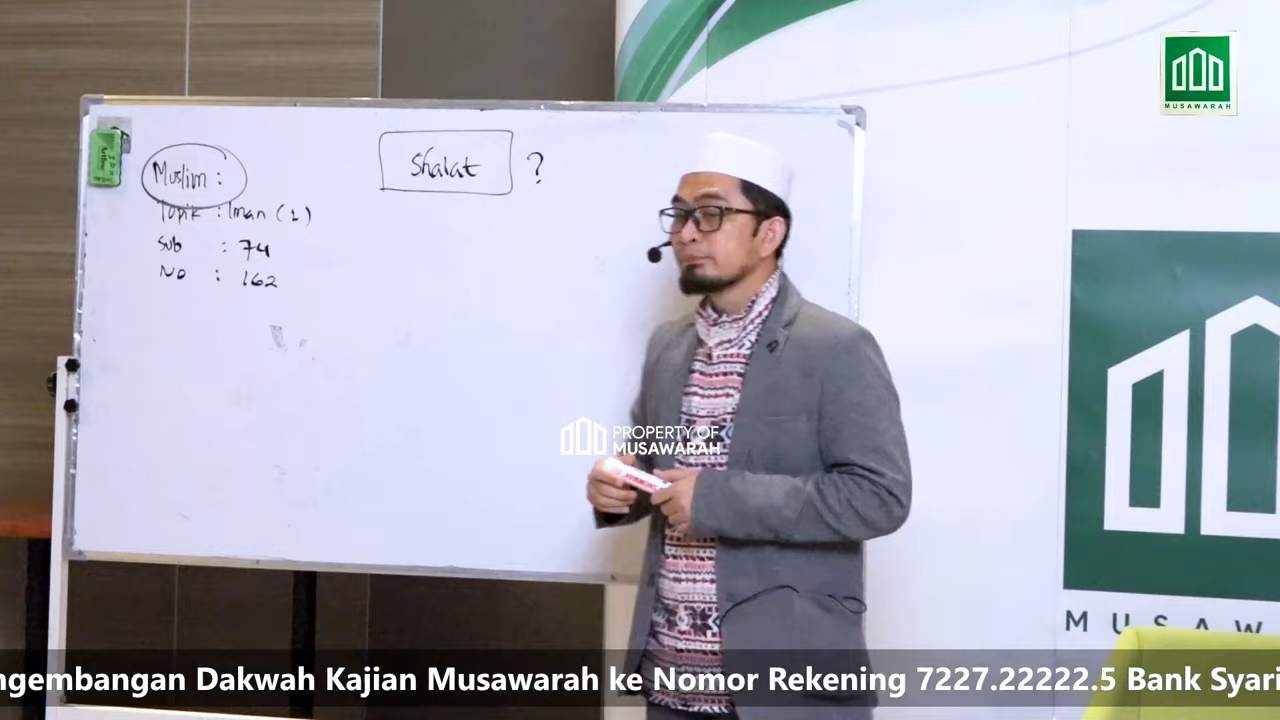 MUSAWARAH
Shalat ?
Muslim :
Topik : Iman (1)
Sub : 74
No : 162
PROPERTY OF
MUSAWARAH
MUSAW
ngembangan Dakwah Kajian Musawarah ke Nomor Rekening 7227.22222.5 Bank Syari